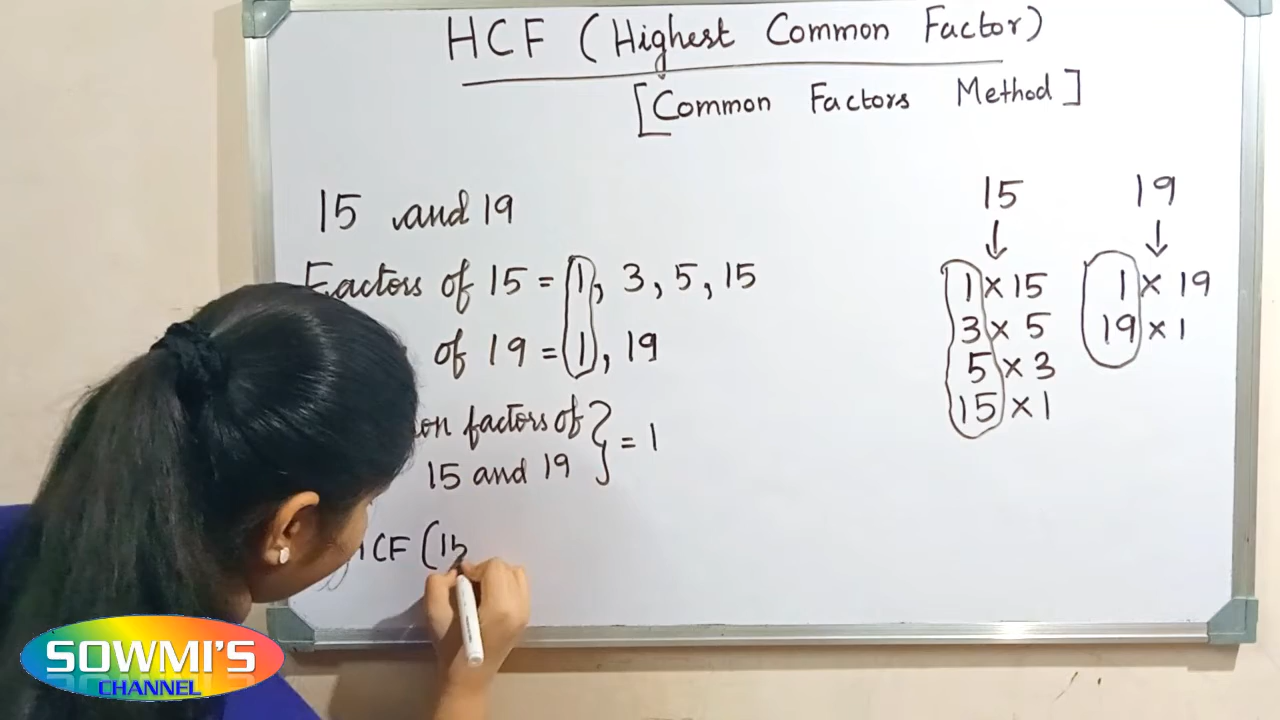 HCF (Highest Common Factor)
[Common Factors Method]
15 and 19
Factors of 15 = 1, 3, 5, 15
of 19 = 1, 19
factors of } = 1
15 and 19
HCF (15
15 19
↓ ↓
1 × 15 1 × 19
3 × 5 19 × 1
5 × 3
15 × 1
SOWMI'S
CHANNEL